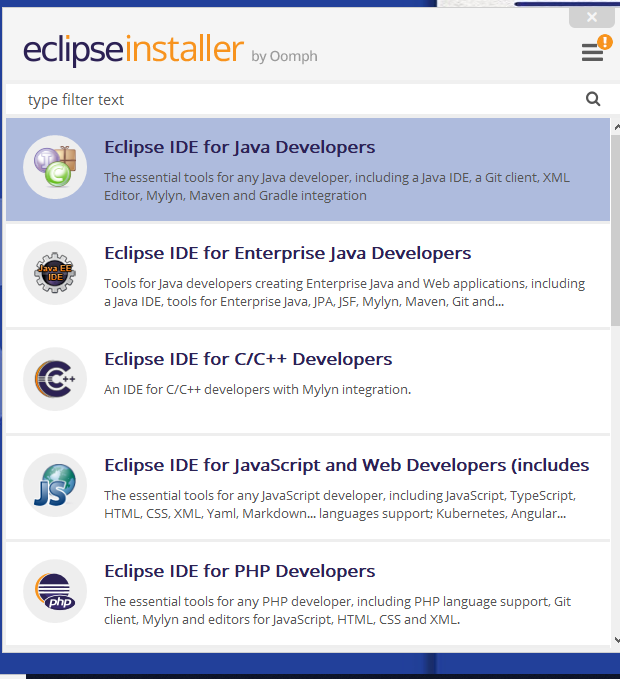 eclipseinstaller by Oomph
type filter text
Eclipse IDE for Java Developers
The essential tools for any Java developer, including a Java IDE, a Git client, XML
Editor, Mylyn, Maven and Gradle integration
Java EE
IDE
Eclipse IDE for Enterprise Java Developers
Tools for Java developers creating Enterprise Java and Web applications, including
a Java IDE, tools for Enterprise Java, JPA, JSF, Mylyn, Maven, Git and...
C++
Eclipse IDE for C/C++ Developers
An IDE for C/C++ developers with Mylyn integration.
JS
Eclipse IDE for JavaScript and Web Developers (includes
The essential tools for any JavaScript developer, including JavaScript, TypeScript,
HTML, CSS, XML, Yaml, Markdown... languages support; Kubernetes, Angular...
php
Eclipse IDE for PHP Developers
The essential tools for any PHP developer, including PHP language support, Git
client, Mylyn and editors for JavaScript, HTML, CSS and XML.